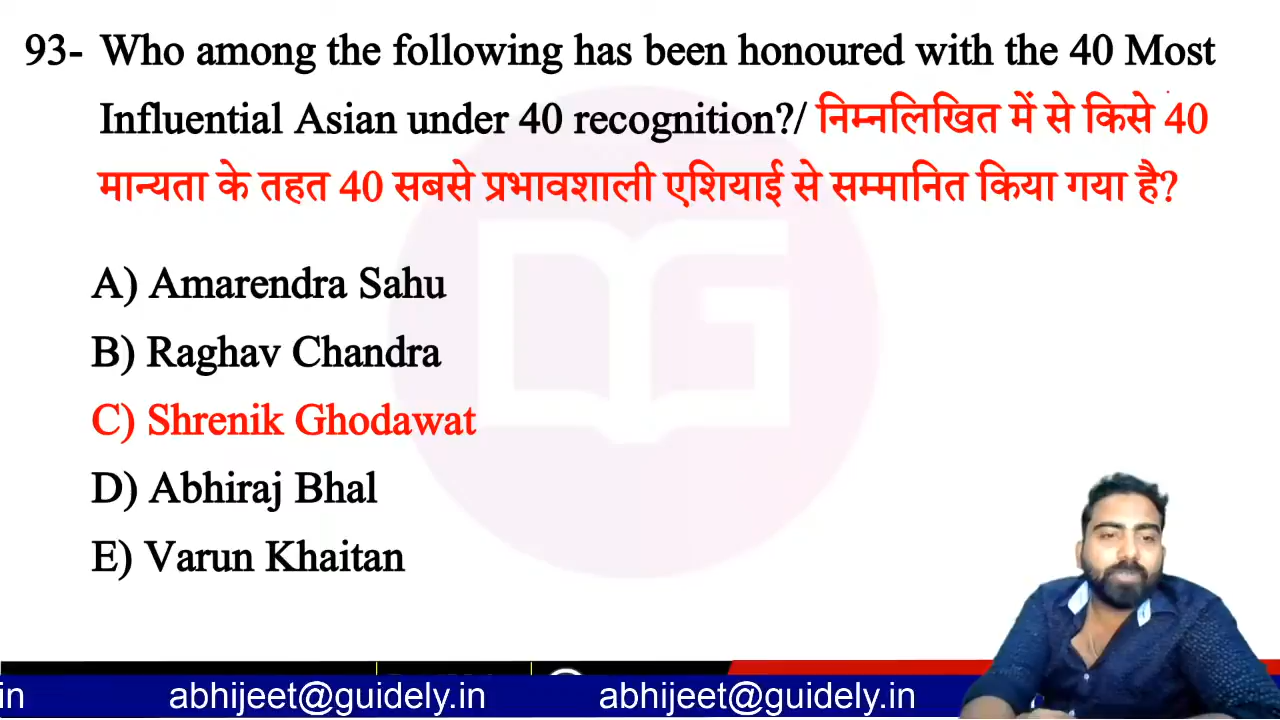 93- Who among the following has been honoured with the 40 Most
Influential Asian under 40 recognition?/ निम्नलिखित में से किसे 40
मान्यता के तहत 40 सबसे प्रभावशाली एशियाई से सम्मानित किया गया है?
A) Amarendra Sahu
B) Raghav Chandra
C) Shrenik Ghodawat
D) Abhiraj Bhal
E) Varun Khaitan
in abhijeet@guidely.in abhijeet@guidely.in